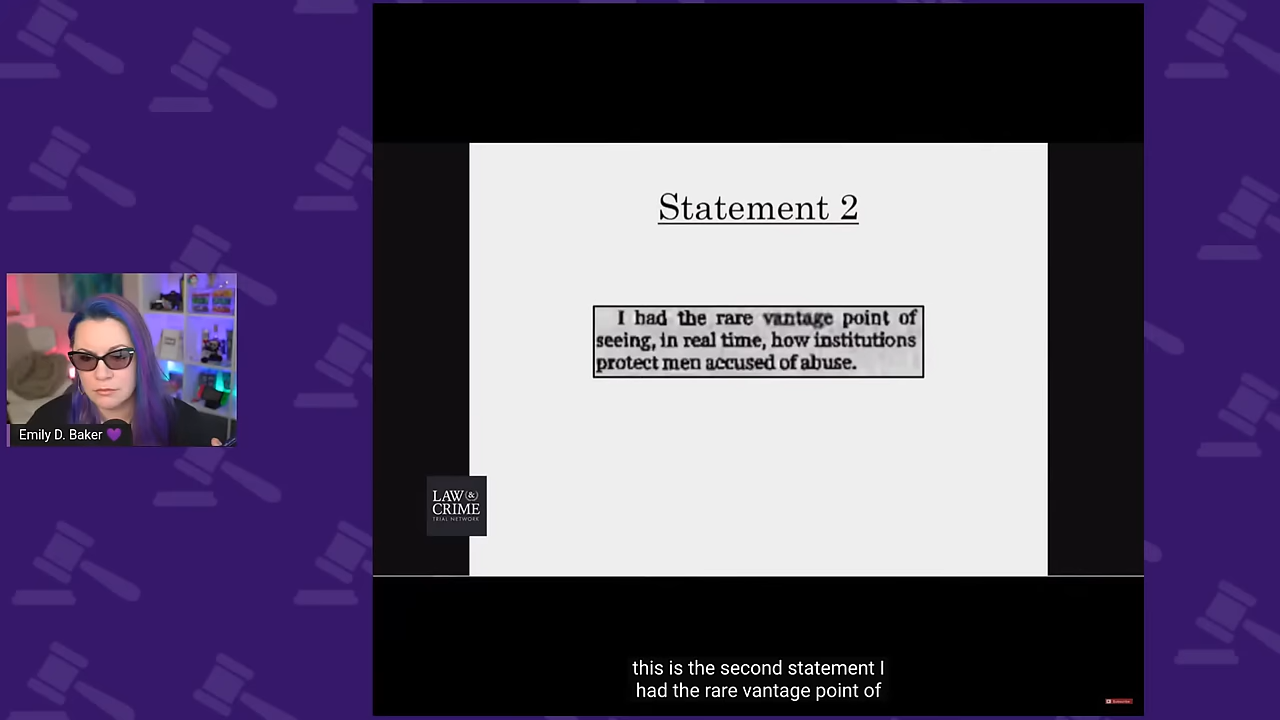 Statement 2
I had the rare vantage point of
seeing, in real time, how institutions
protect men accused of abuse.
Emily D. Baker 💜
LAW &
CRIME
TRIAL NETWORK
this is the second statement I
had the rare vantage point of
Subscribe